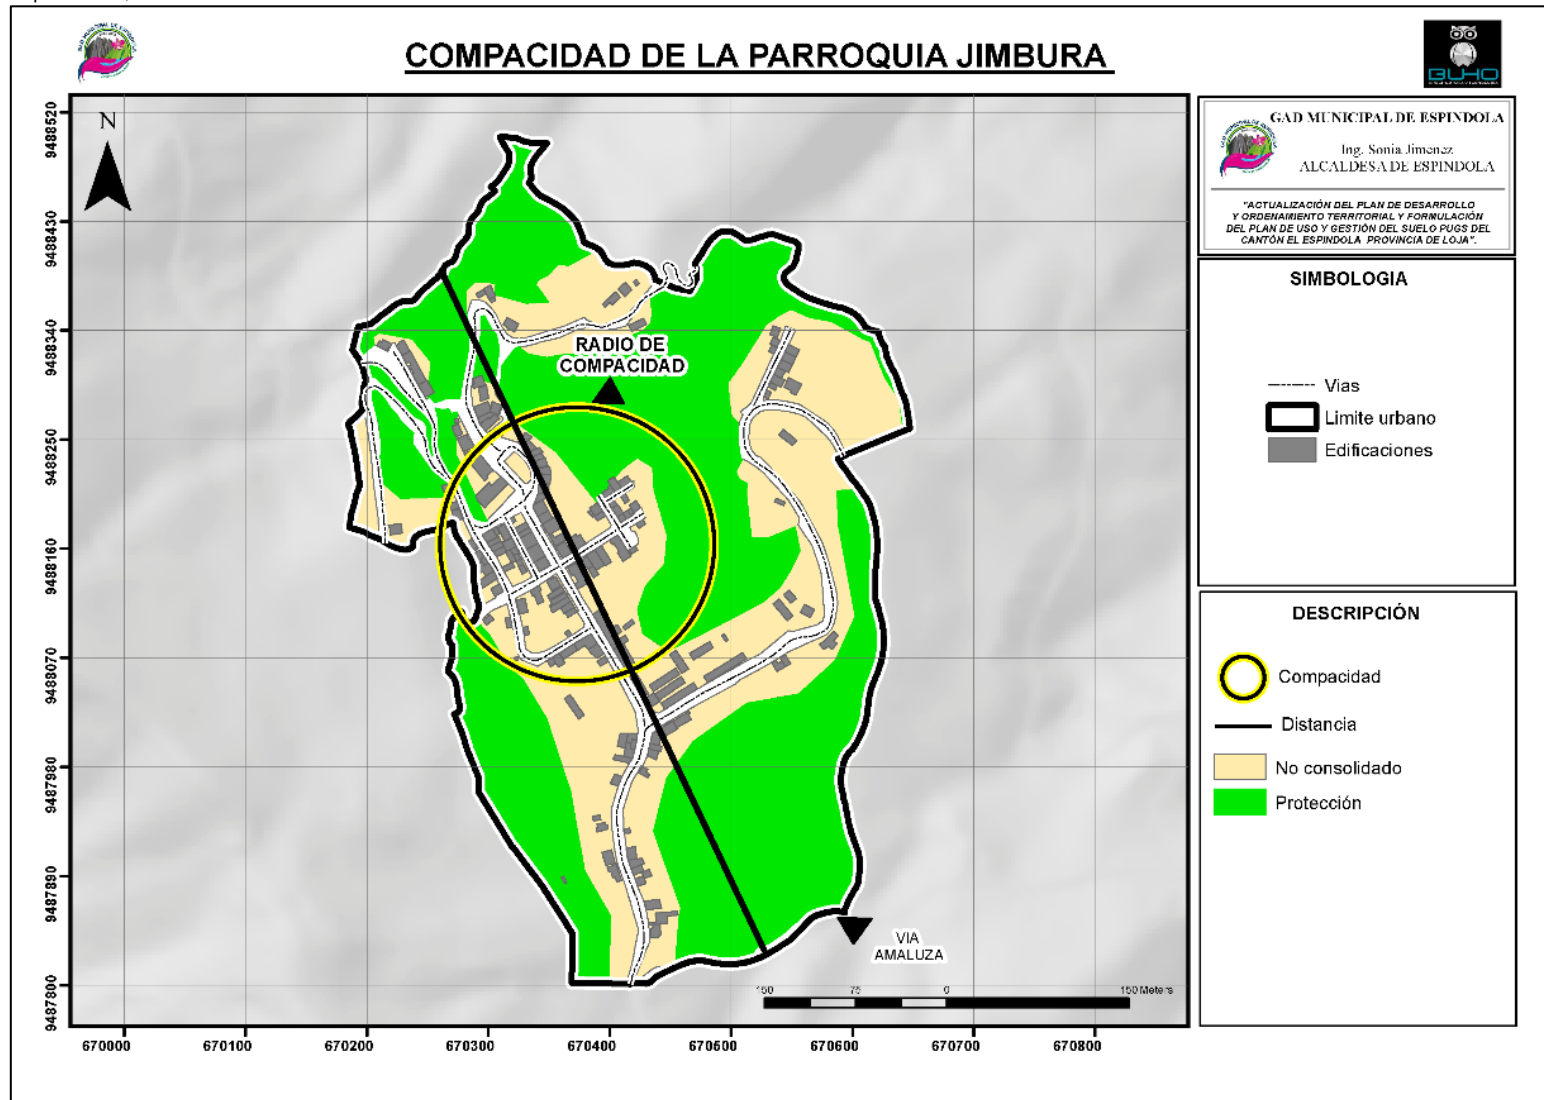 COMPACIDAD DE LA PARROQUIA JIMBURA
BUHO
GAD MUNICIPAL DE ESPINDOLA
Ing. Sonia Jimenez
ALCALDESA DE ESPINDOLA
"ACTUALIZACIÓN DEL PLAN DE DESARROLLO
Y ORDENAMIENTO TERRITORIAL Y FORMULACIÓN
DEL PLAN DE USO Y GESTIÓN DEL SUELO PUGS DEL
CANTÓN EL ESPINDOLA PROVINCIA DE LOJA".
SIMBOLOGIA
Vias
Limite urbano
Edificaciones
DESCRIPCIÓN
Compacidad
Distancia
No consolidado
Protección
N
RADIO DE
COMPACIDAD
VIA
AMALUZA
150 75 0 150 Meters
9488520
9488430
9488340
9488250
9488160
9488070
9487980
9487890
9487800
670000 670100 670200 670300 670400 670500 670600 670700 670800